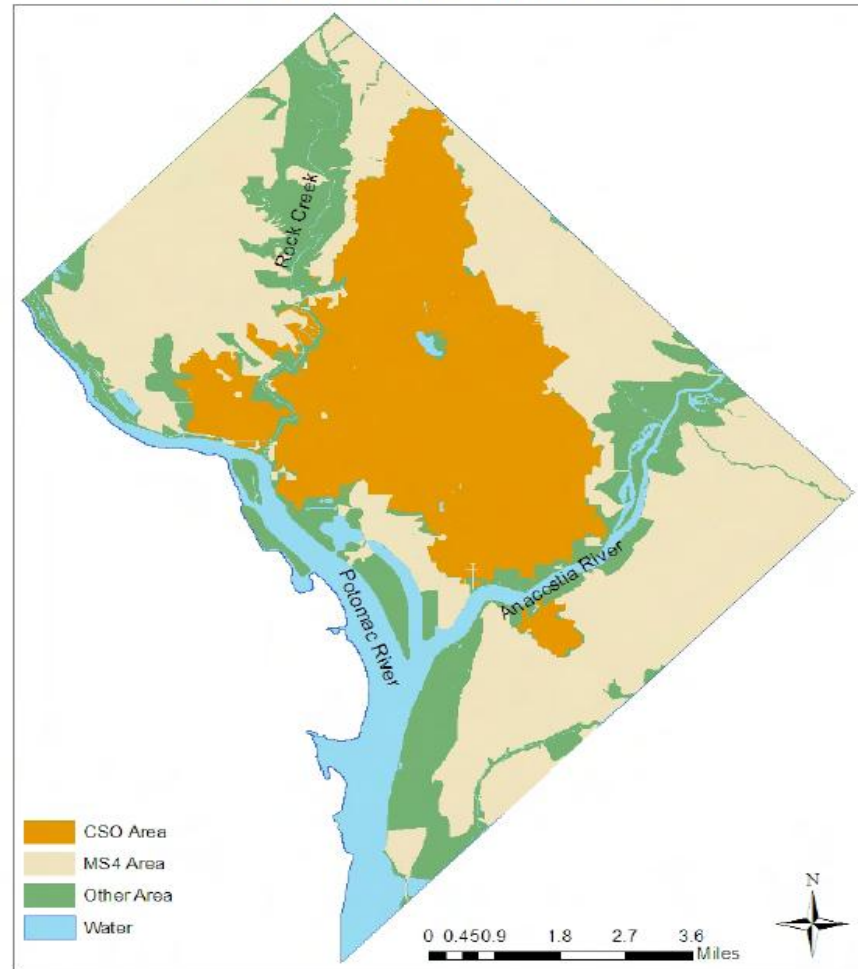 Rock Creek
Anacostia River
Potomac River
CSO Area
MS4 Area
Other Area
Water
N
0 0.450.9 1.8 2.7 3.6
Miles